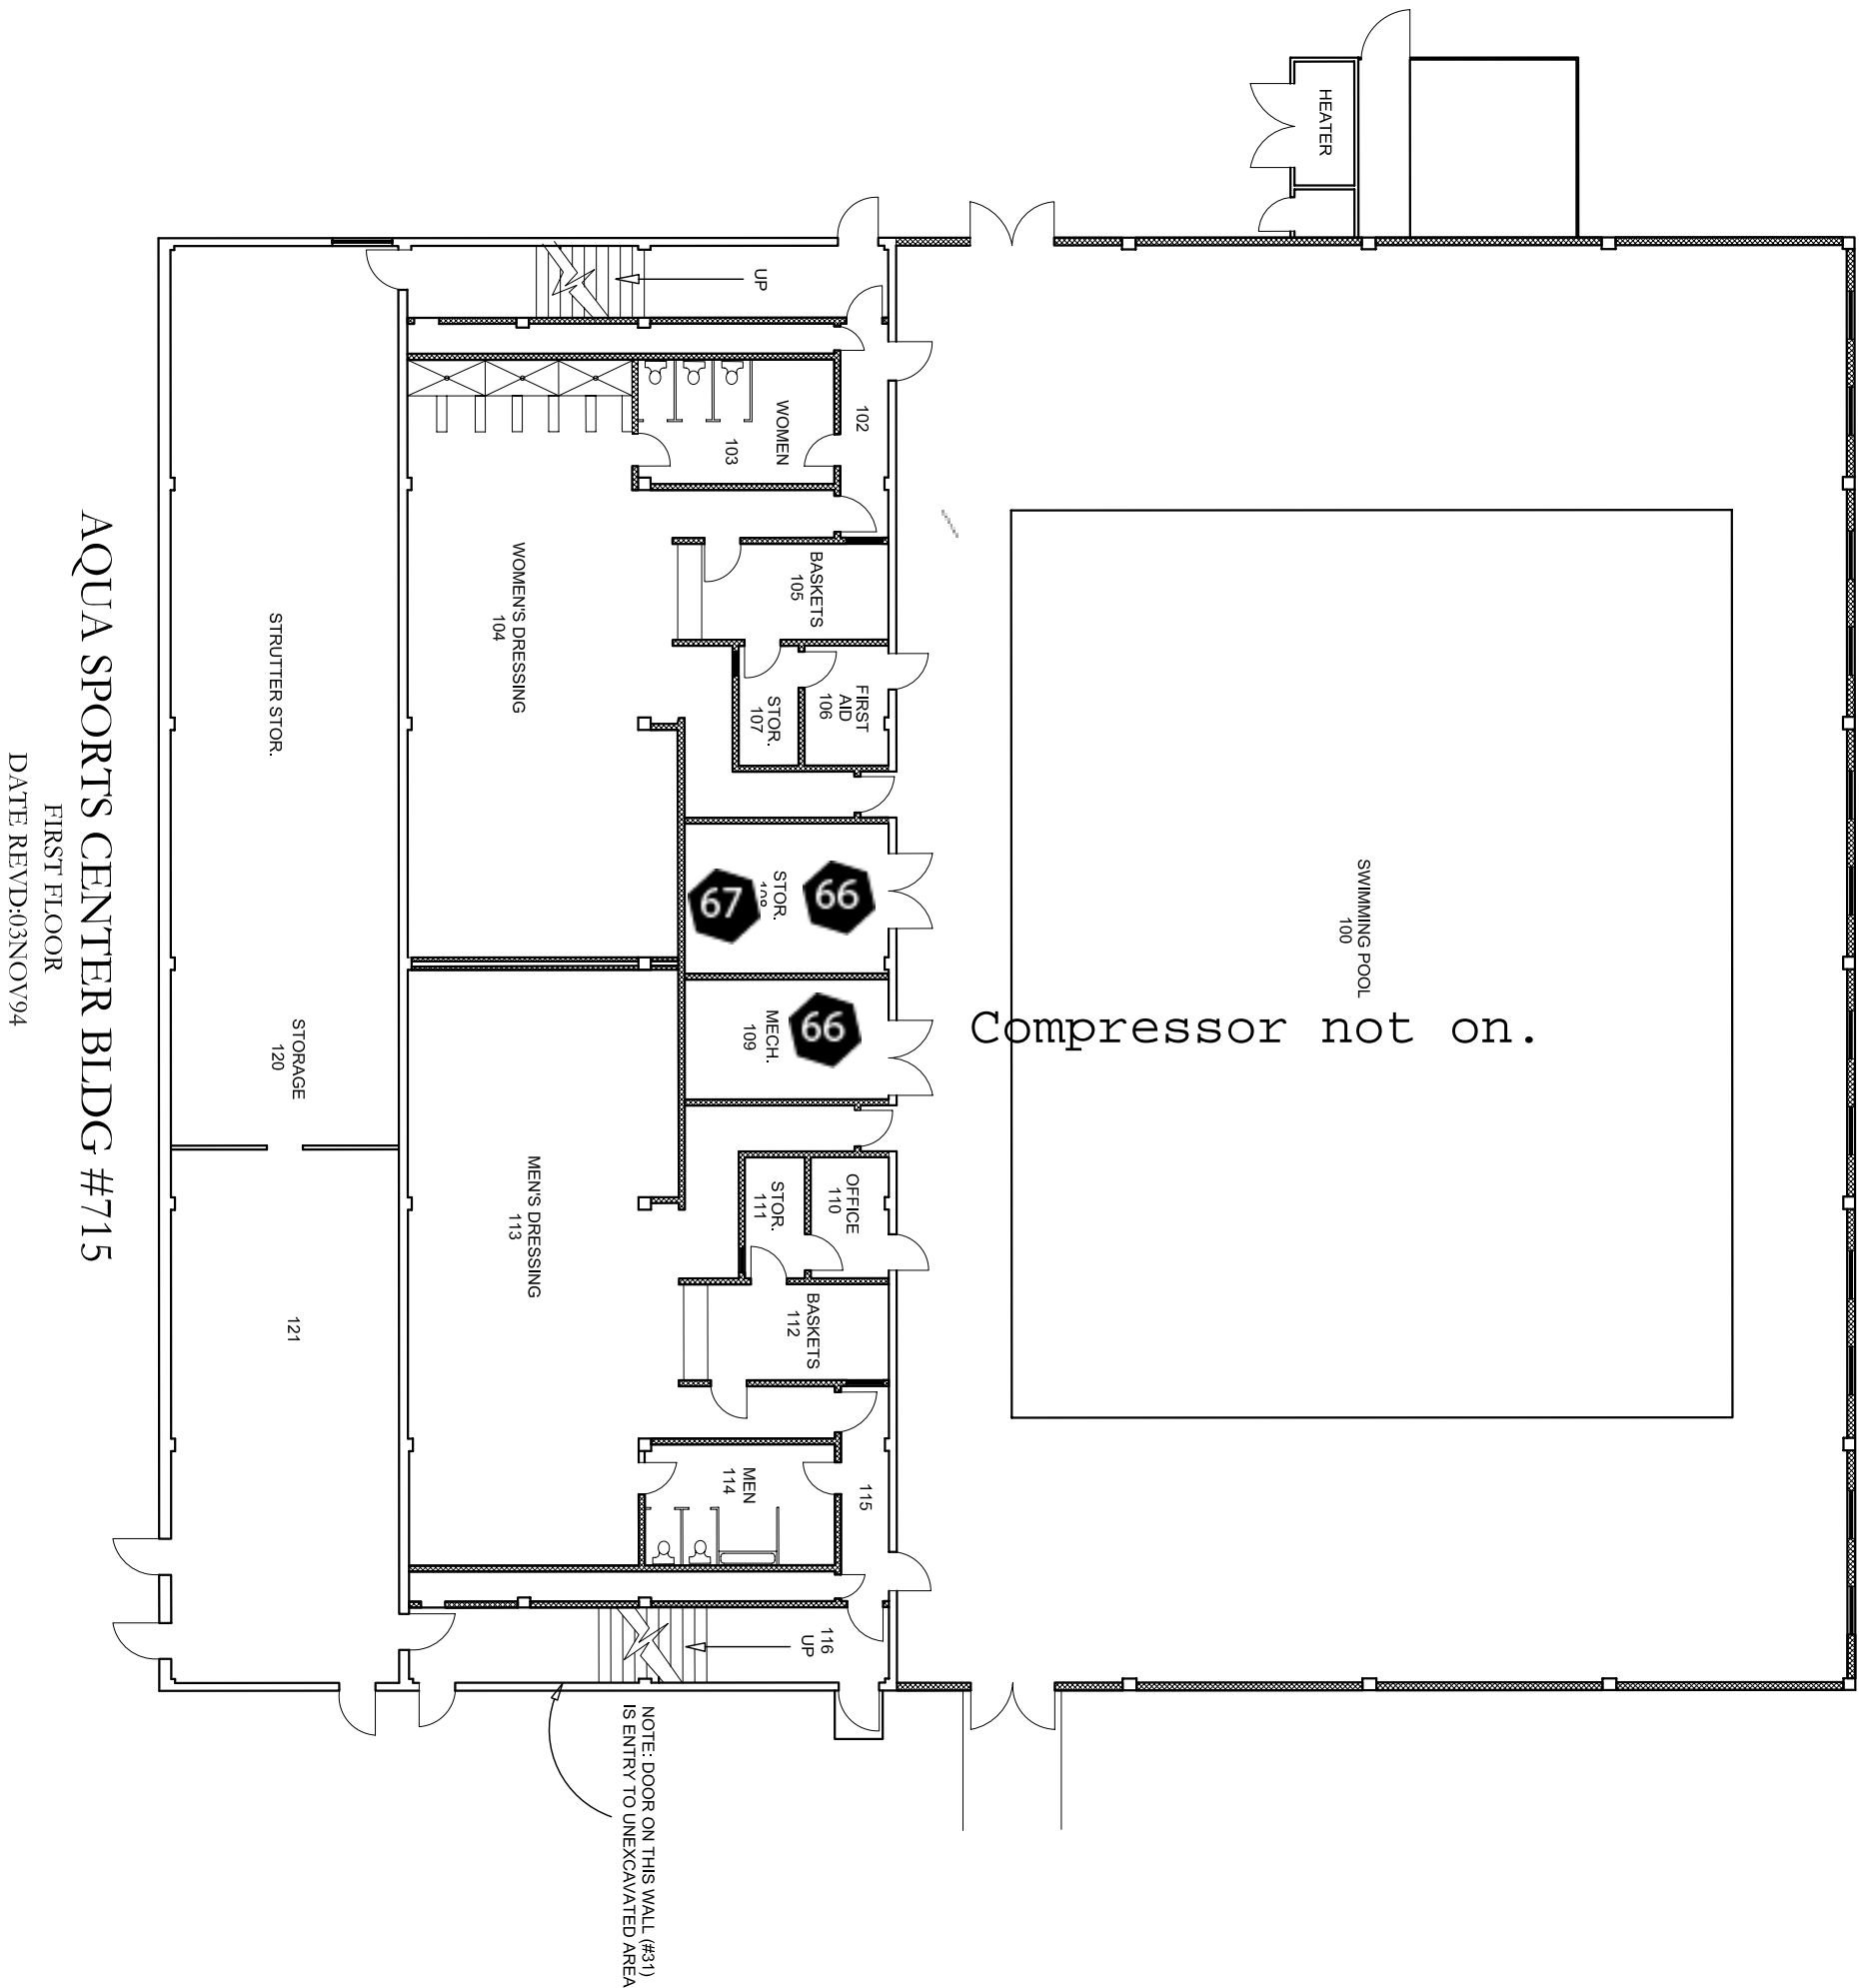 HEATER
UP
102
WOMEN
103
BASKETS
105
WOMEN'S DRESSING
104
FIRST
AID
106
STOR.
107
STRUTTER STOR.
SWIMMING POOL
100
66
STOR.
67
66
MECH.
109
Compressor not on.
STORAGE
120
OFFICE
110
STOR.
111
MEN'S DRESSING
113
BASKETS
112
121
MEN
114
115
116
UP
NOTE: DOOR ON THIS WALL (#31)
IS ENTRY TO UNEXCAVATED AREA
AQUA SPORTS CENTER BLDG #715
FIRST FLOOR
DATE REVD:03NOV94